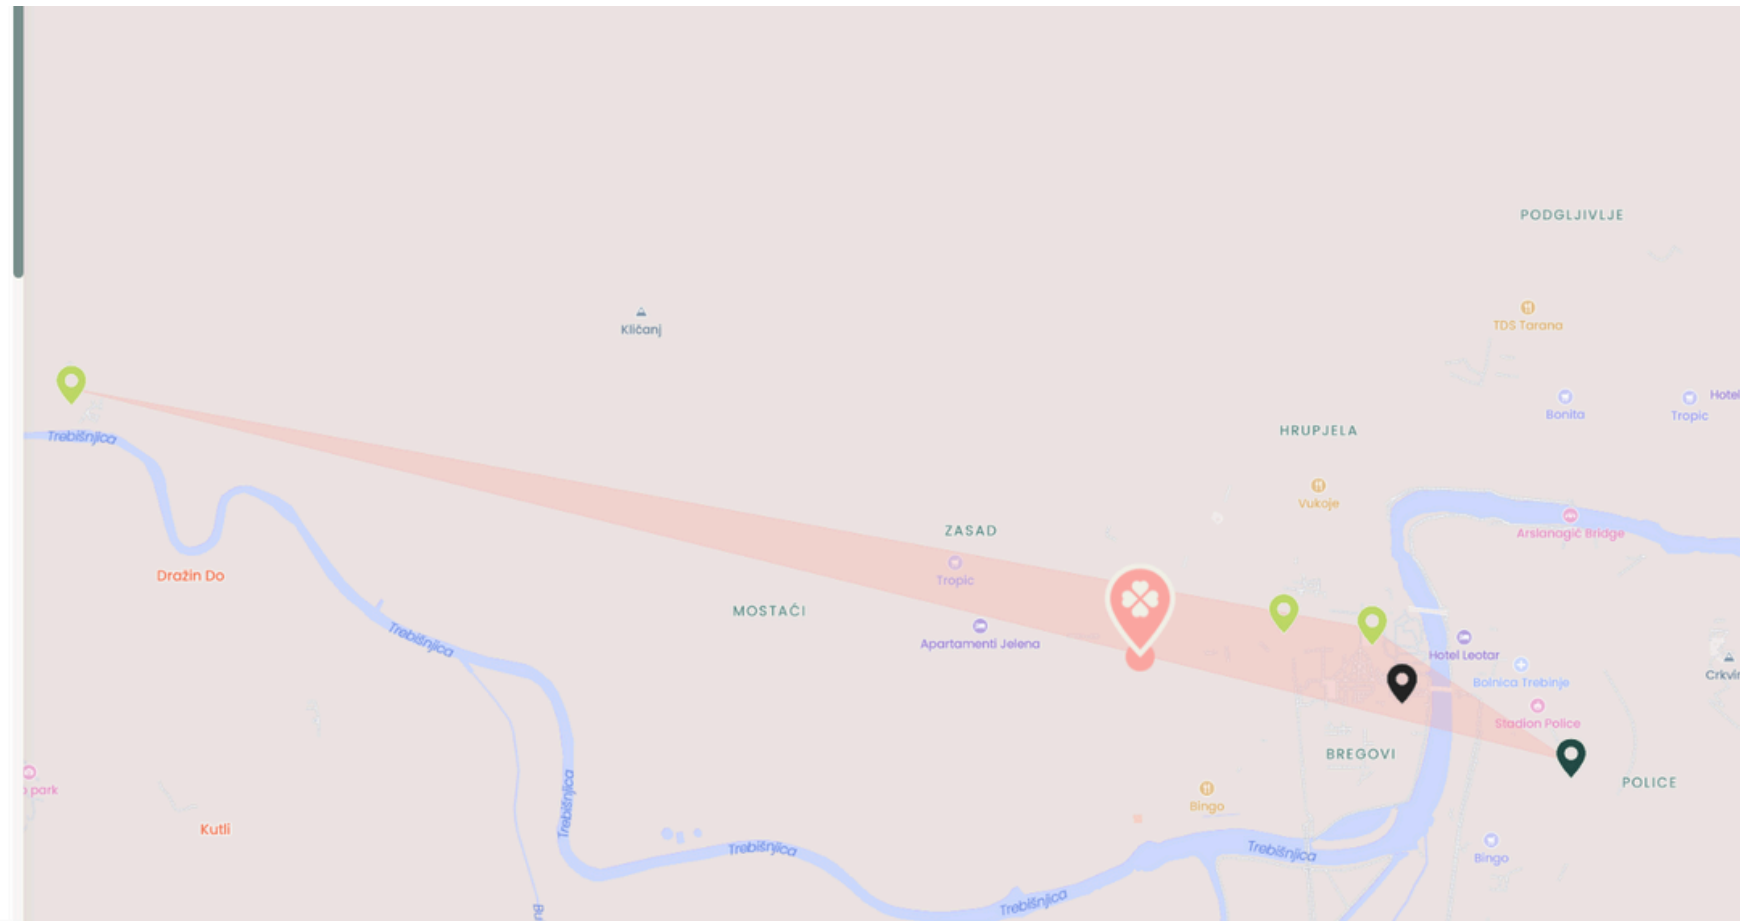 PODGLJIVLJE
Kličanj
TDS Tarana
Hotel
Bonita
Tropic
HRUPJELA
Trebišnjica
Vukoje
ZASAD
Arslanagić Bridge
Dražin Do
Tropic
MOSTAĆI
Trebišnjica
Apartamenti Jelena
Hotel Leotar
Bolnica Trebinje
Stadion Police
BREGOVI
POLICE
park
Trebišnjica
Bingo
Kutli
Trebišnjica
Trebišnjica
Bingo
Trebišnjica